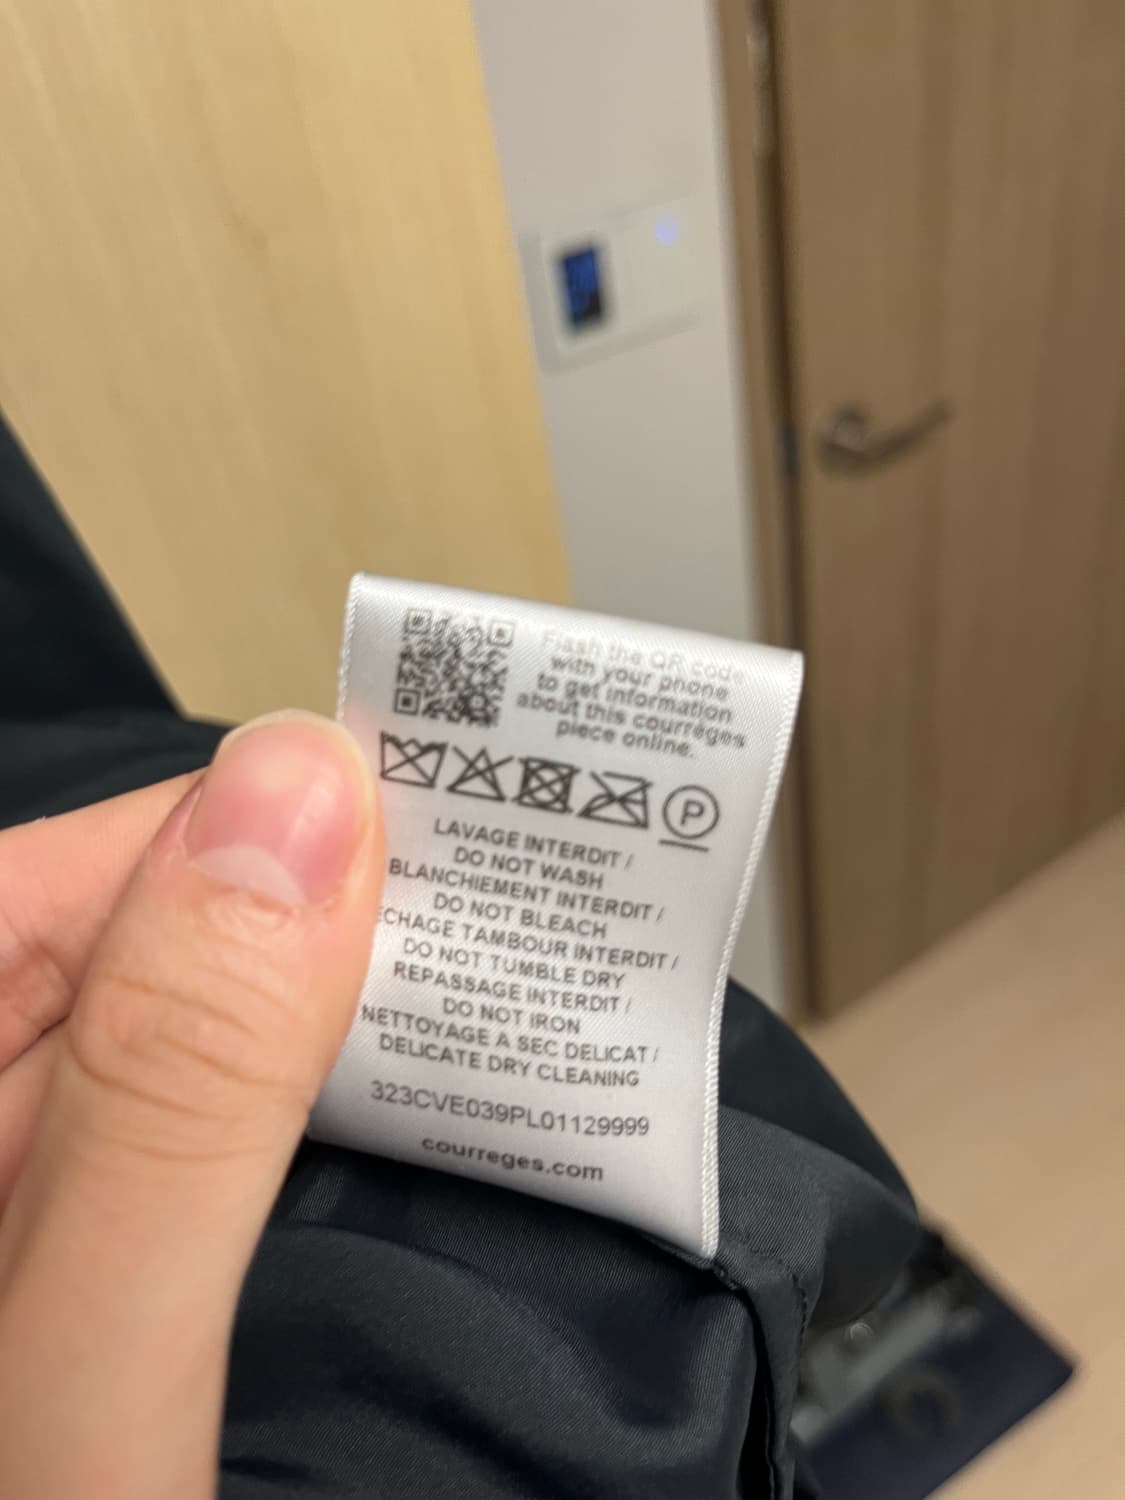 Flash the QR code
with your phone
to get information
about this courrèges
piece online.
P
LAVAGE INTERDIT /
DO NOT WASH
BLANCHIEMENT INTERDIT /
DO NOT BLEACH
ECHAGE TAMBOUR INTERDIT /
DO NOT TUMBLE DRY
REPASSAGE INTERDIT /
DO NOT IRON
NETTOYAGE A SEC DELICAT /
DELICATE DRY CLEANING
323CVE039PL01129999
courreges.com